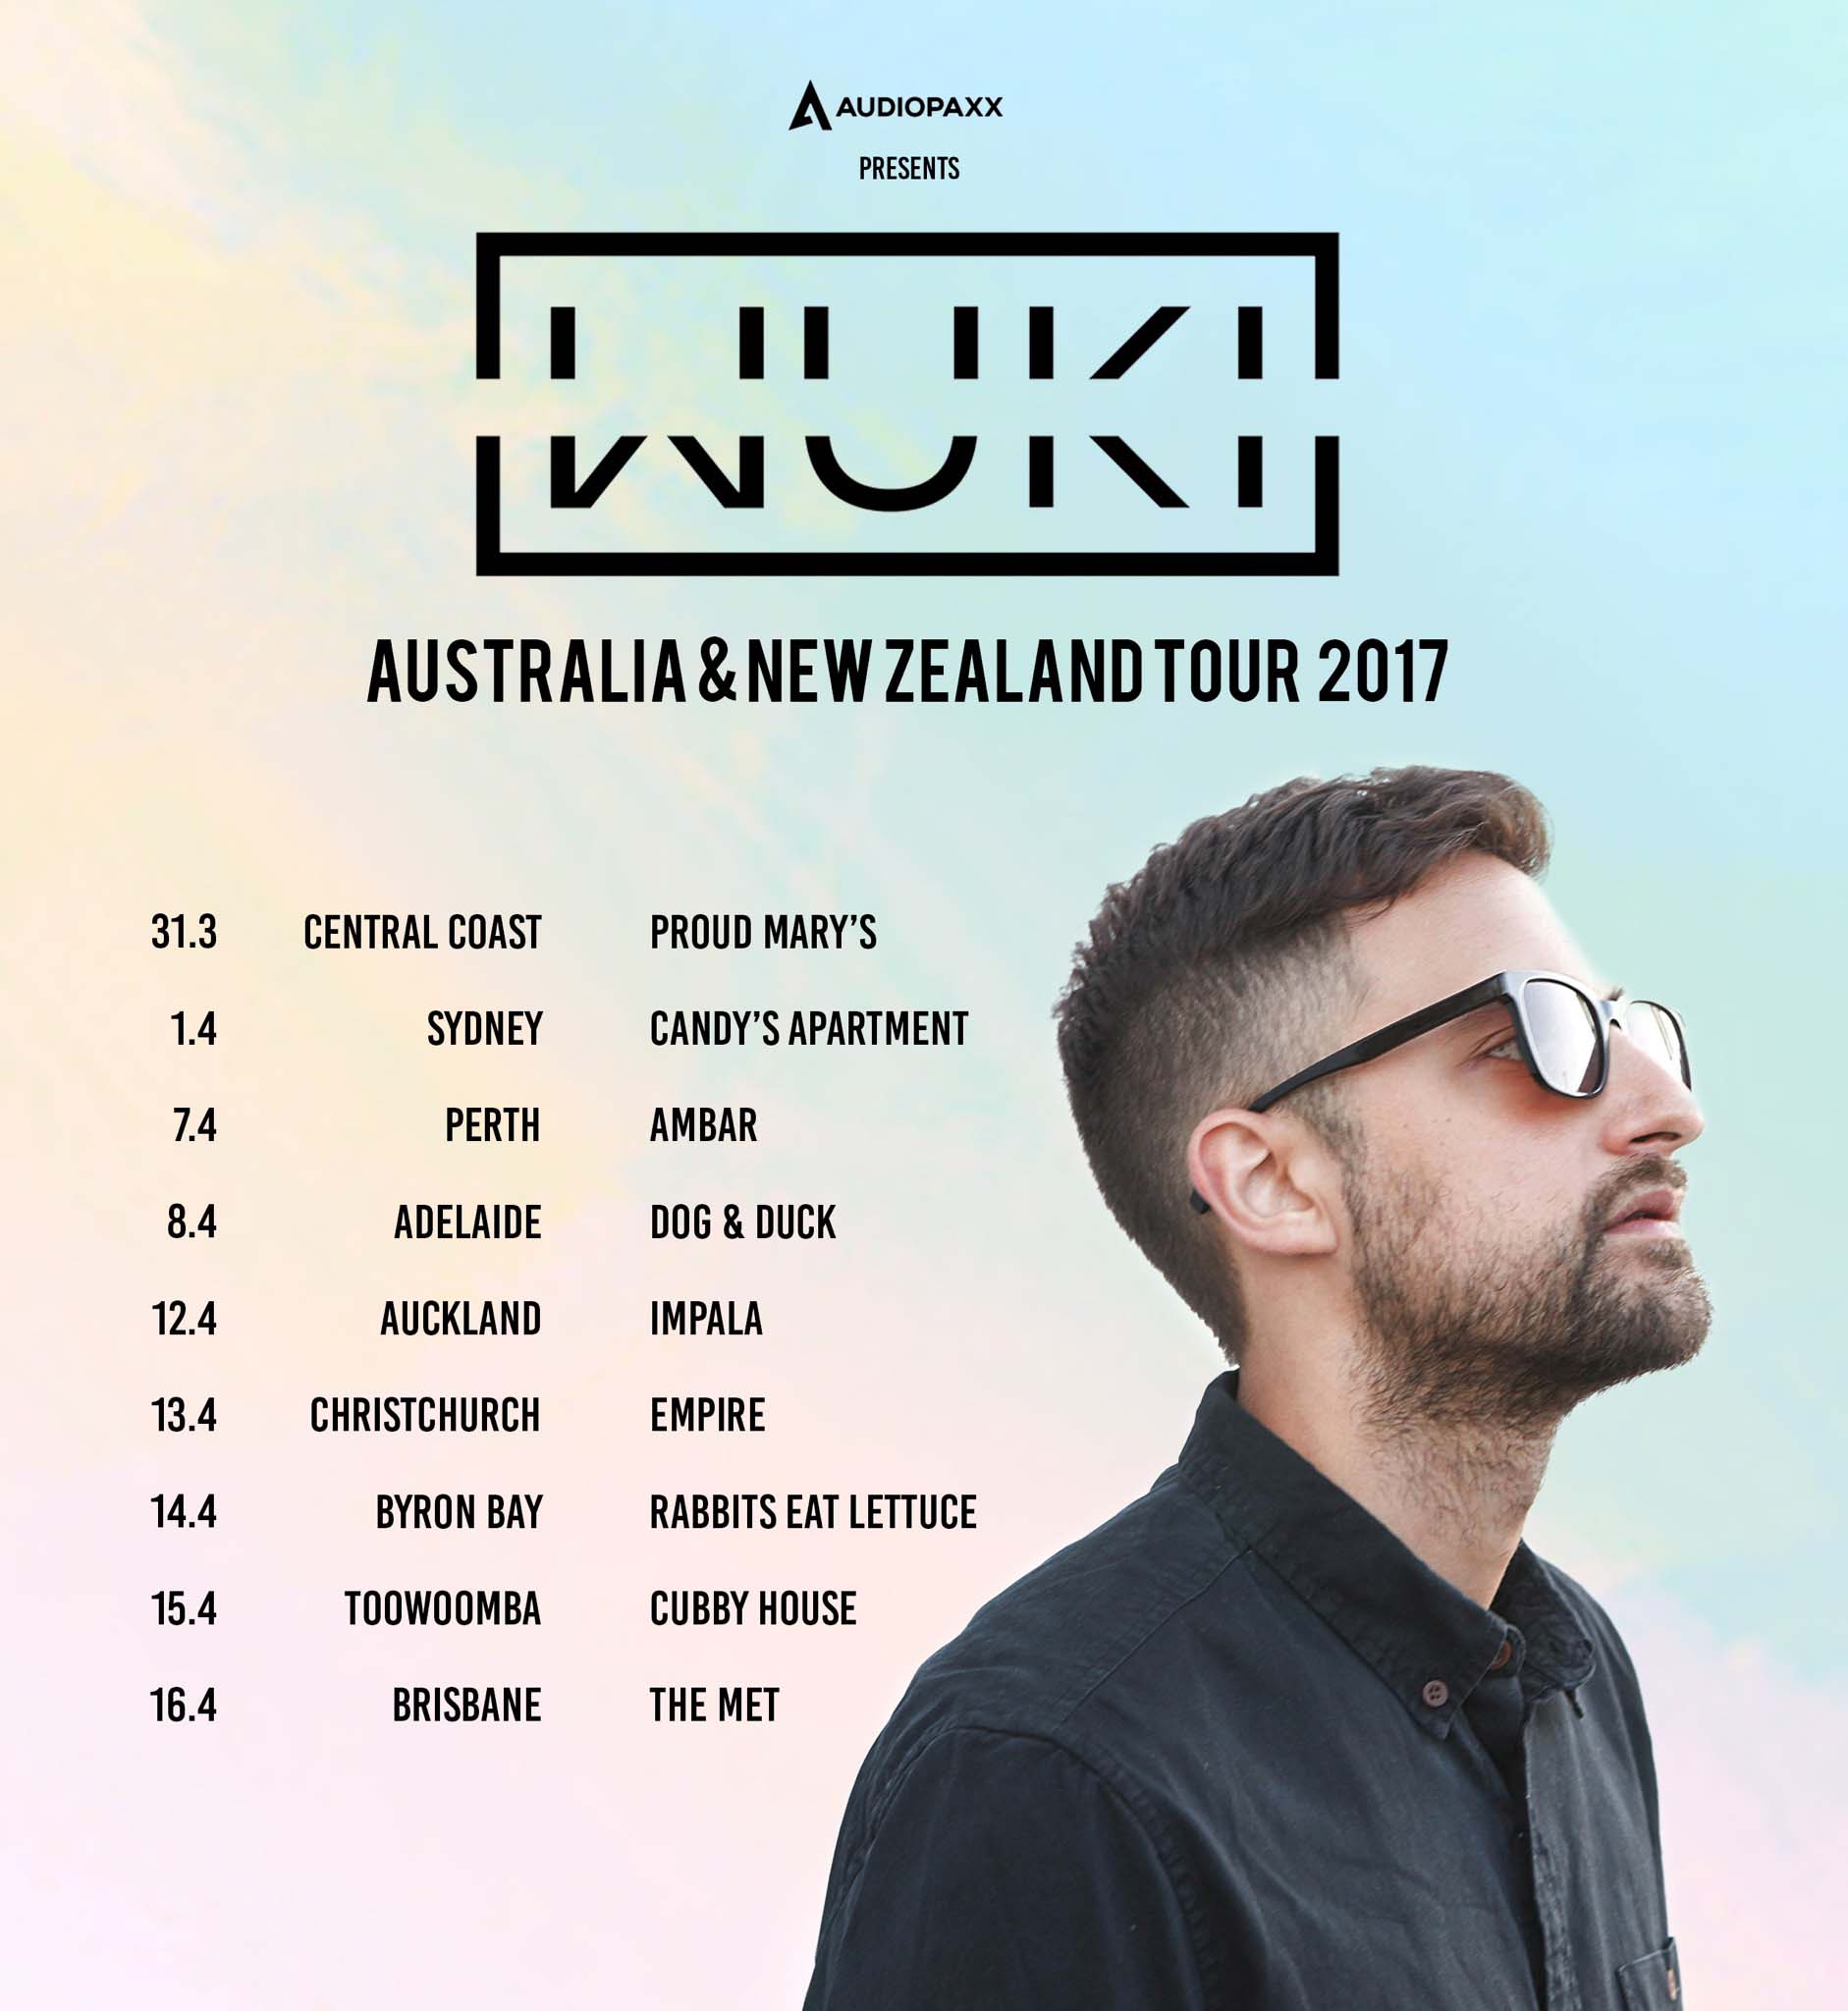 AUDIOPAXX
PRESENTS
WUKI
AUSTRALIA & NEW ZEALAND TOUR 2017
31.3 CENTRAL COAST PROUD MARY'S
1.4 SYDNEY CANDY'S APARTMENT
7.4 PERTH AMBAR
8.4 ADELAIDE DOG & DUCK
12.4 AUCKLAND IMPALA
13.4 CHRISTCHURCH EMPIRE
14.4 BYRON BAY RABBITS EAT LETTUCE
15.4 TOOWOOMBA CUBBY HOUSE
16.4 BRISBANE THE MET